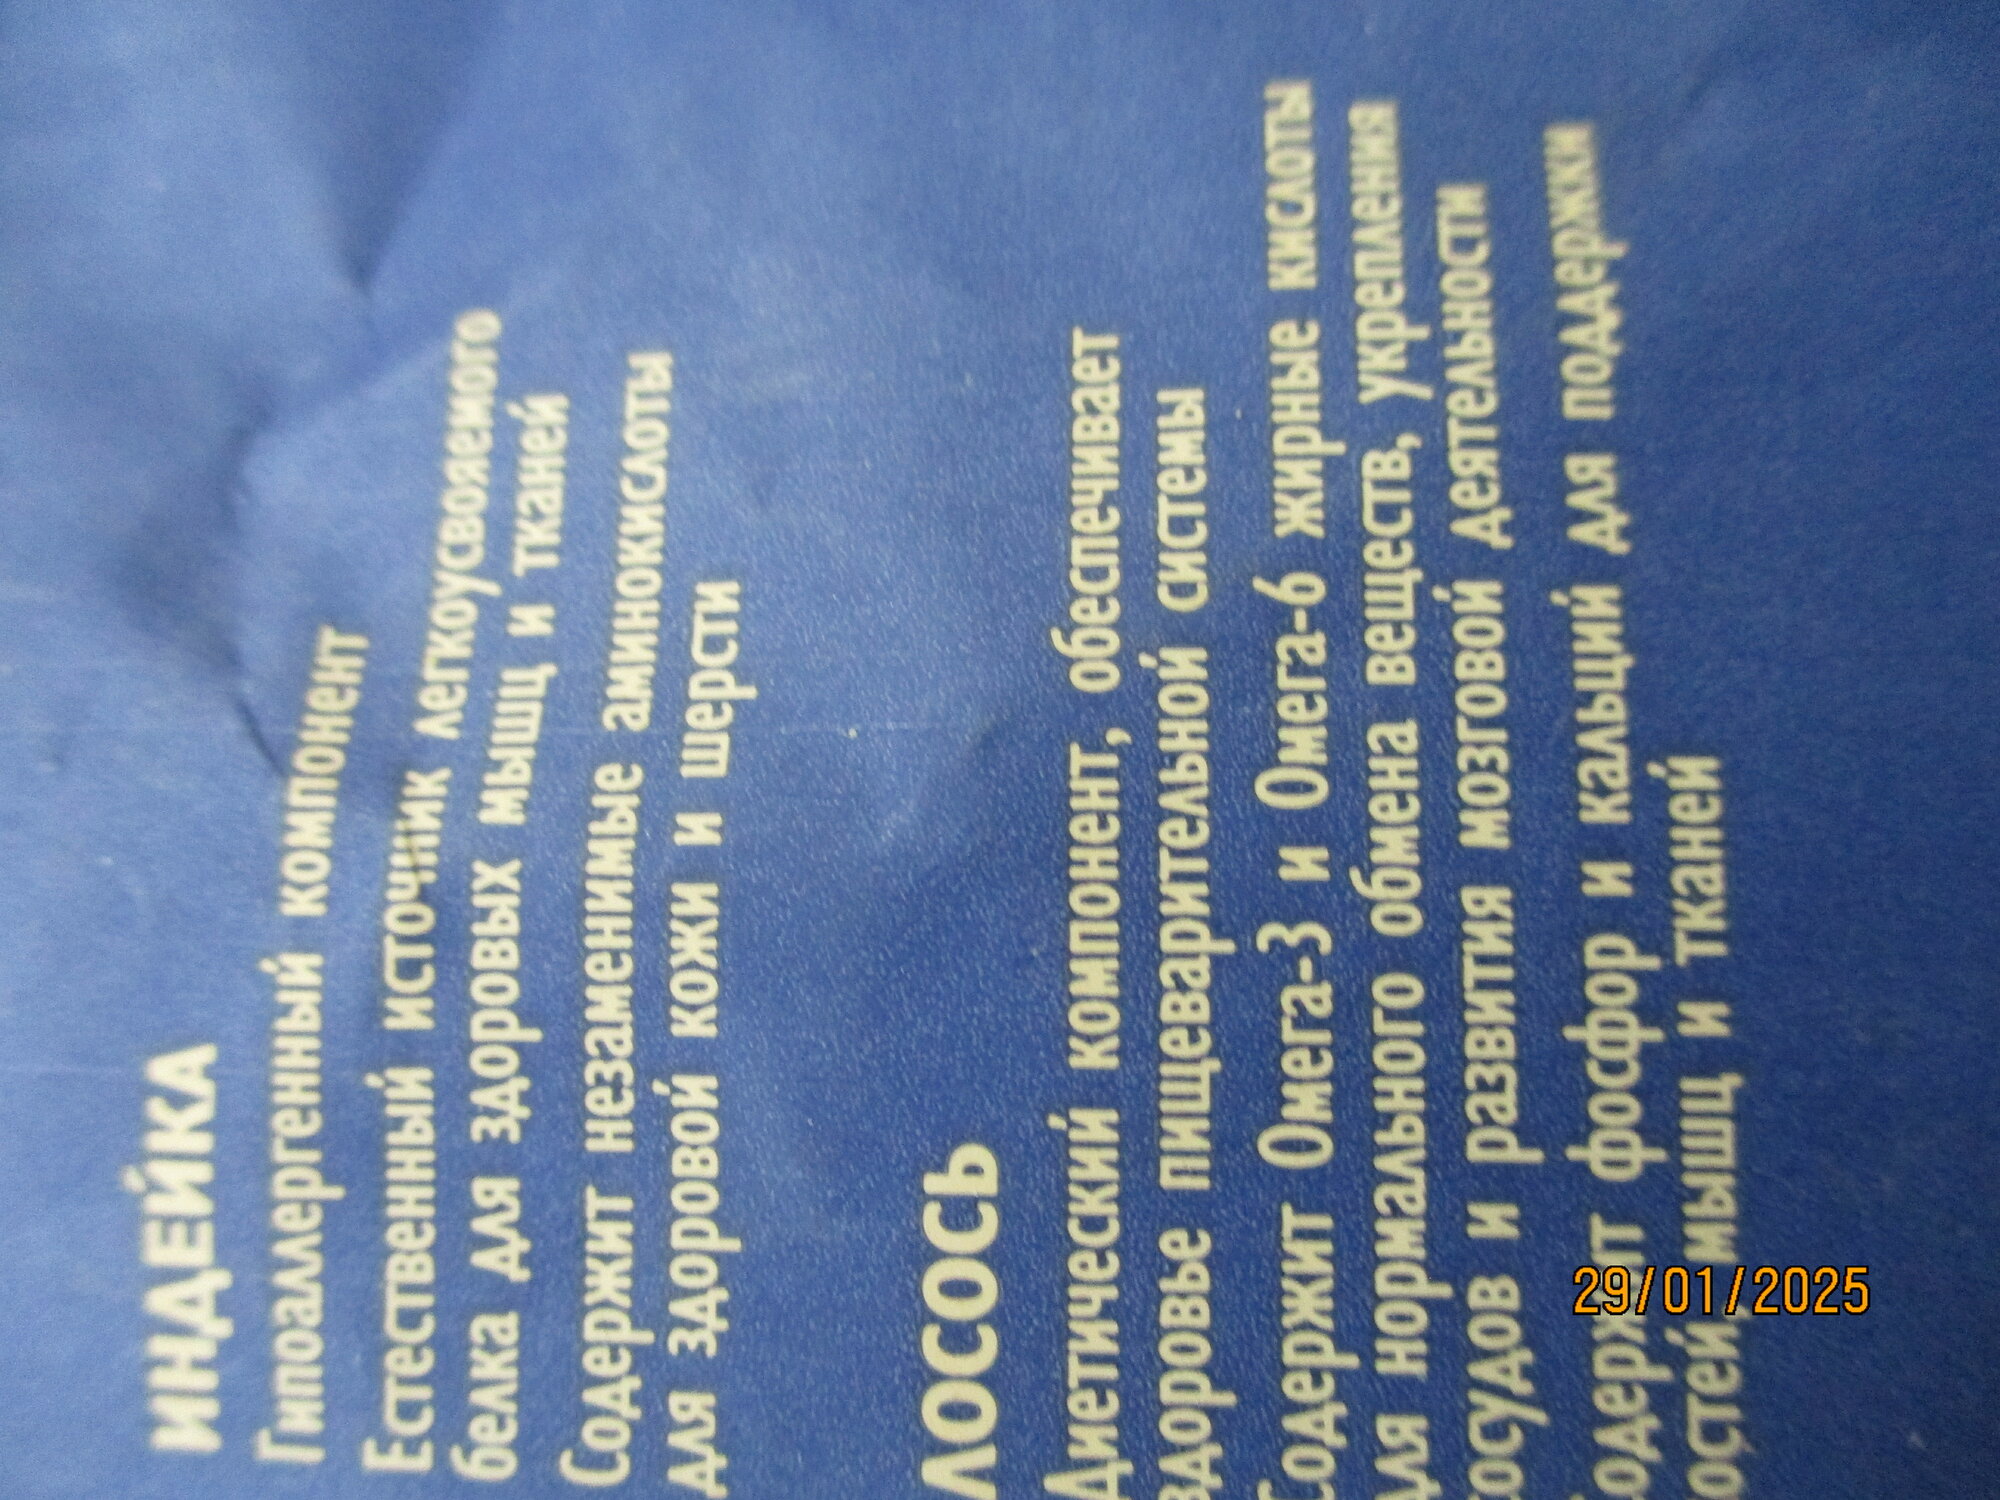 ИНДЕЙКА
Гипоаллергенный компонент
Естественный источник легкоусвояемого
белка для здоровых мышц и тканей
Содержит незаменимые аминокислоты
для здоровой кожи и шерсти
ЛОСОСЬ
Диетический компонент, обеспечивает
здоровье пищеварительной системы
Содержит Омега-3 и Омега-6 жирные кислоты
для нормального обмена веществ, укрепления
сосудов и развития мозговой деятельности
Содержит фосфор и кальций для поддержки
костей, мышц и тканей
29/01/2025